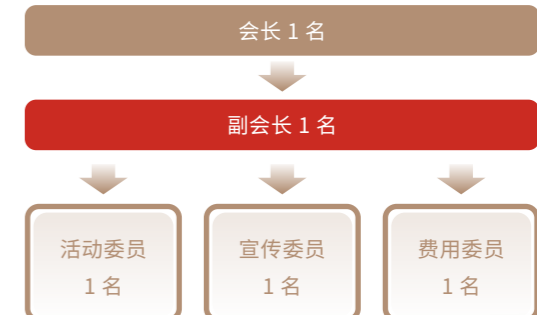 会长 1 名
副会长 1 名
活动委员
1 名
宣传委员
1 名
费用委员
1 名